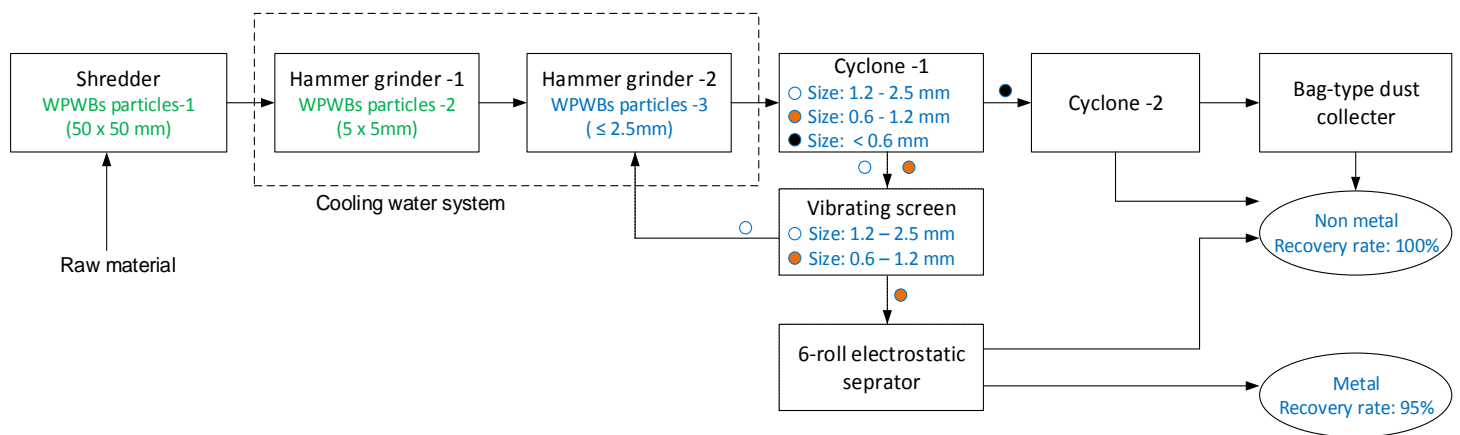 Shredder
WPWBs particles-1
(50 x 50 mm)
Hammer grinder -1
WPWBs particles -2
(5 x 5mm)
Hammer grinder -2
WPWBs particles -3
( ≤ 2.5mm)
Cyclone -1
Size: 1.2 - 2.5 mm
Size: 0.6 - 1.2 mm
Size:  < 0.6 mm
Cyclone -2
Bag-type dust
collecter
Cooling water system
Raw material
Vibrating screen
Size: 1.2 – 2.5 mm
Size: 0.6 – 1.2 mm
Non metal
Recovery rate: 100%
6-roll electrostatic
seprator
Metal
Recovery rate: 95%